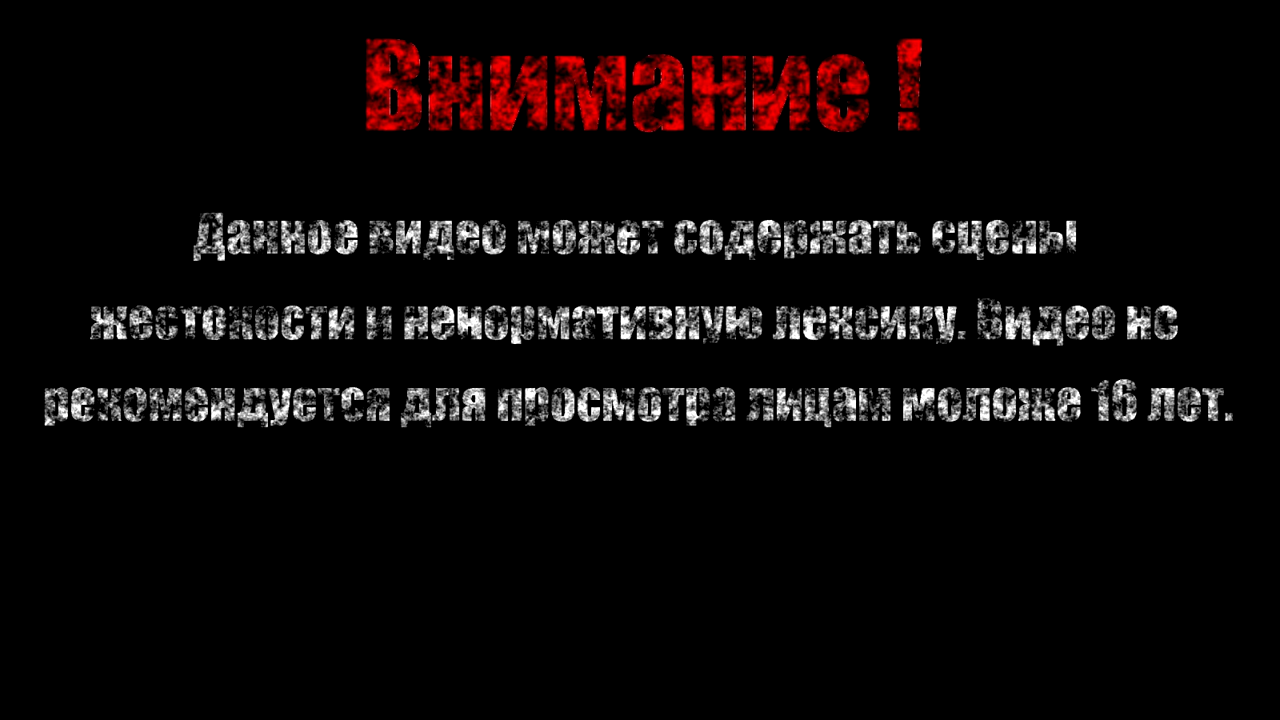 Внимание !
Данное видео может содержать сцены
жестокости и ненормативную лексику. Видео не
рекомендуется для просмотра лицам моложе 16 лет.